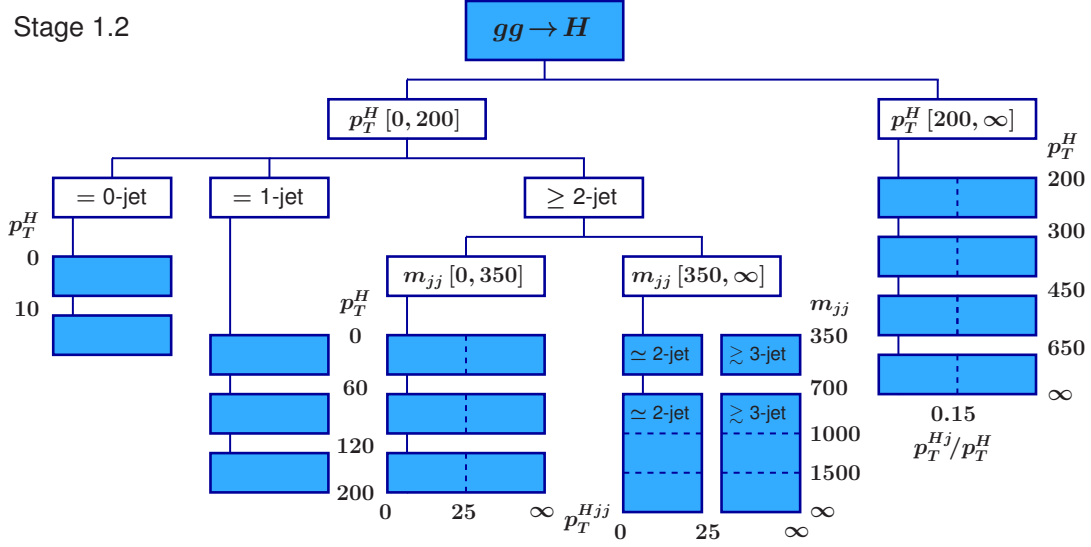 Stage 1.2
gg → H
p_T^H [0, 200]
p_T^H [200, ∞]
= 0-jet
= 1-jet
≥ 2-jet
p_T^H
0
10
m_jj [0, 350]
m_jj [350, ∞]
p_T^H
0
60
120
200
0 25 ∞
m_jj
350
700
1000
1500
∞
≃ 2-jet
≳ 3-jet
≃ 2-jet
≳ 3-jet
p_T^Hjj
0 25 ∞
p_T^H
200
300
450
650
∞
0.15
p_T^Hj/p_T^H